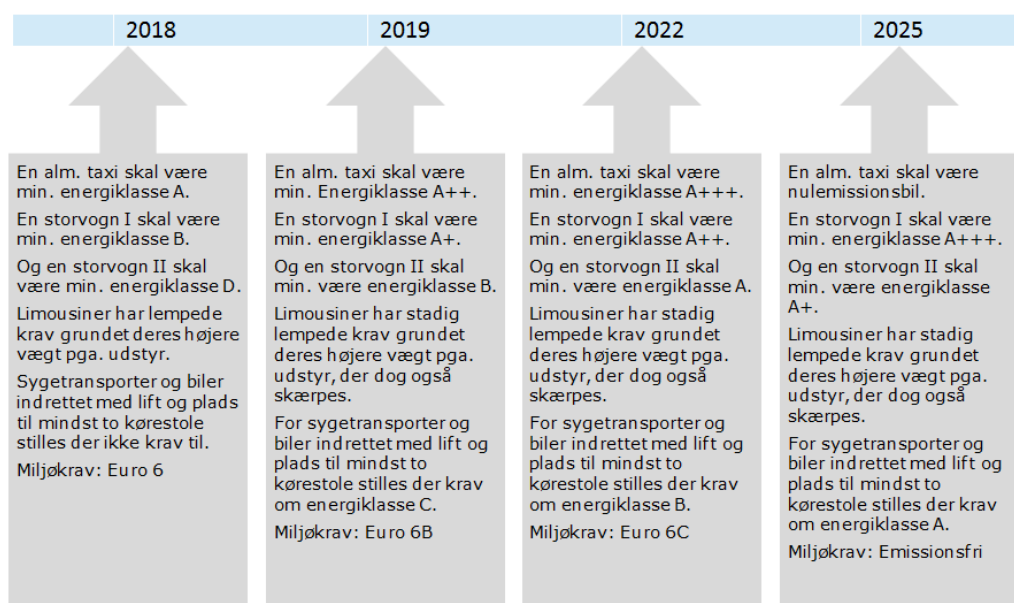 2018
2019
2022
2025
En alm. taxi skal være
min. energiklasse A.
En storvogn I skal være
min. energiklasse B.
Og en storvogn II skal
være min. energiklasse D.
Limousiner har lempede
krav grundet deres højere
vægt pga. udstyr.
Sygetransporter og biler
indrettet med lift og plads
til mindst to kørestole
stilles der ikke krav til.
Miljøkrav: Euro 6
En alm. taxi skal være
min. Energiklasse A++.
En storvogn I skal være
min. energiklasse A+.
Og en storvogn II skal
min. være energiklasse B.
Limousiner har stadig
lempede krav grundet
deres højere vægt pga.
udstyr, der dog også
skærpes.
For sygetransporter og
biler indrettet med lift og
plads til mindst to
kørestole stilles der krav
om energiklasse C.
Miljøkrav: Euro 6B
En alm. taxi skal være
min. energiklasse A+++.
En storvogn I skal være
min. energiklasse A++.
Og en storvogn II skal
min. være energiklasse A.
Limousiner har stadig
lempede krav grundet
deres højere vægt pga.
udstyr, der dog også
skærpes.
For sygetransporter og
biler indrettet med lift og
plads til mindst to
kørestole stilles der krav
om energiklasse B.
Miljøkrav: Euro 6C
En alm. taxi skal være
nulemissionsbil.
En storvogn I skal være
min. energiklasse A+++.
Og en storvogn II skal
min. være energiklasse
A+.
Limousiner har stadig
lempede krav grundet
deres højere vægt pga.
udstyr, der dog også
skærpes.
For sygetransporter og
biler indrettet med lift og
plads til mindst to
kørestole stilles der krav
om energiklasse A.
Miljøkrav: Emissionsfri